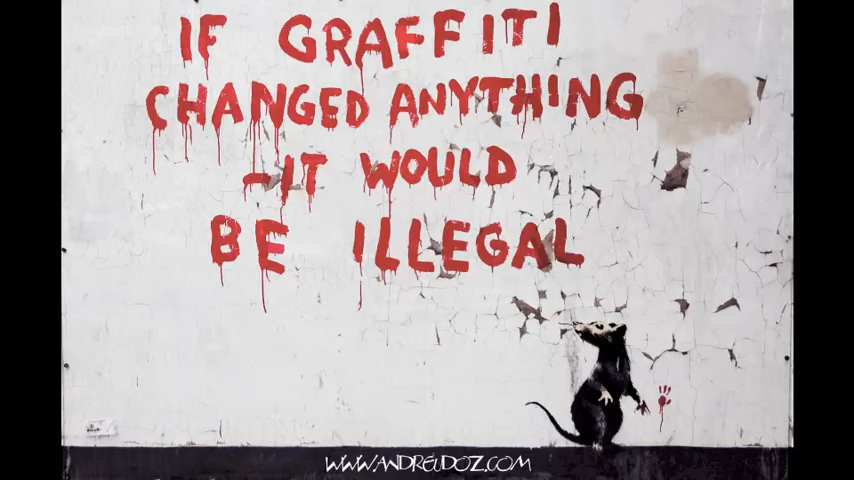 IF GRAFFITI
CHANGED ANYTHING
-IT WOULD
BE ILLEGAL
WWW.ANDREUDOZ.COM